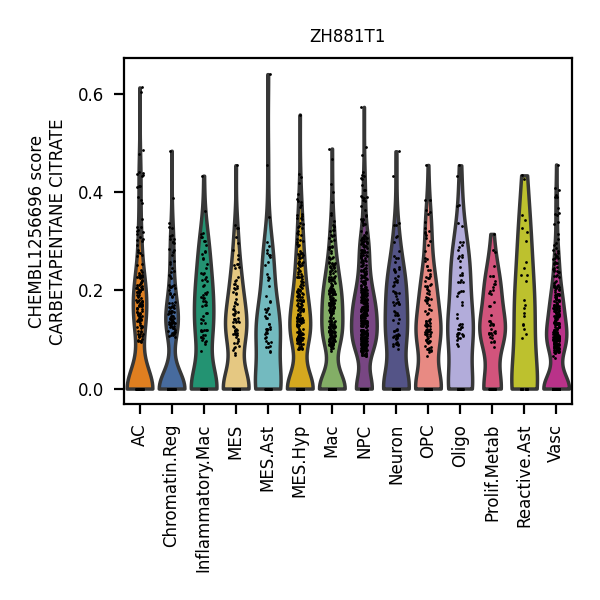 ZH881T1
CHEMBL1256696 score
CARBETAPENTANE CITRATE
0.6
0.4
0.2
0.0
AC
Chromatin.Reg
Inflammatory.Mac
MES
MES.Ast
MES.Hyp
Mac
NPC
Neuron
OPC
Oligo
Prolif.Metab
Reactive.Ast
Vasc